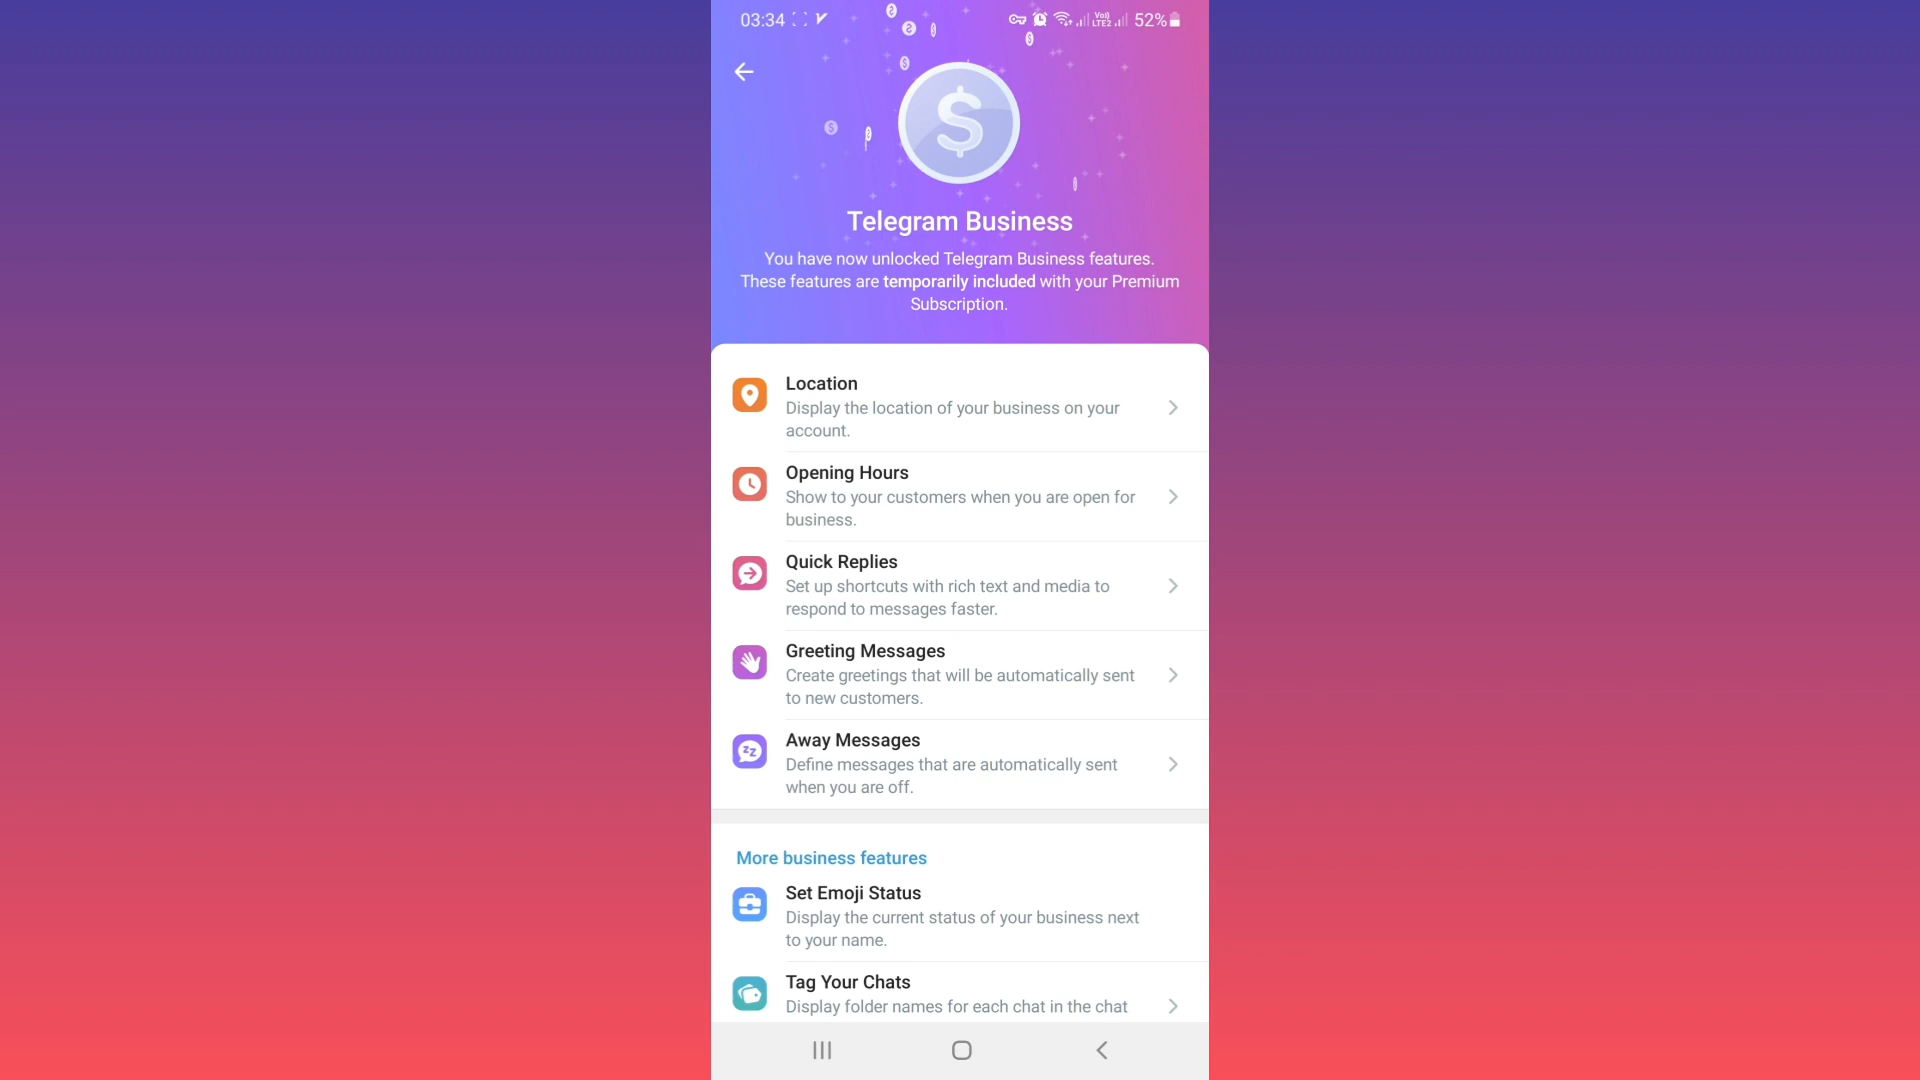 03:34
Vo)) LTE2 52%
$
Telegram Business
You have now unlocked Telegram Business features.
These features are temporarily included with your Premium
Subscription.
Location
Display the location of your business on your
account.
Opening Hours
Show to your customers when you are open for
business.
Quick Replies
Set up shortcuts with rich text and media to
respond to messages faster.
Greeting Messages
Create greetings that will be automatically sent
to new customers.
Away Messages
Define messages that are automatically sent
when you are off.
More business features
Set Emoji Status
Display the current status of your business next
to your name.
Tag Your Chats
Display folder names for each chat in the chat